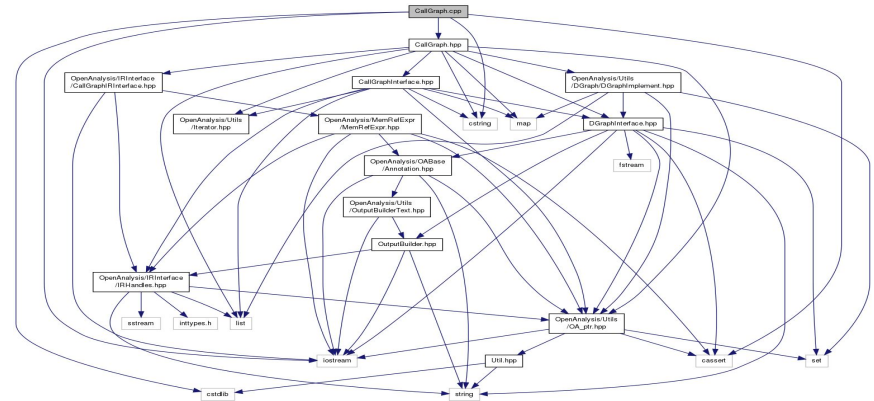 CallGraph.cpp
CallGraph.hpp
OpenAnalysis/IRInterface
/CallGraphIRInterface.hpp
CallGraphInterface.hpp
OpenAnalysis/Utils
/DGraph/DGraphImplement.hpp
OpenAnalysis/Utils
/Iterator.hpp
OpenAnalysis/MemRefExpr
/MemRefExpr.hpp
cstring
map
DGraphInterface.hpp
OpenAnalysis/OABase
/Annotation.hpp
fstream
OpenAnalysis/Utils
/OutputBuilderText.hpp
OutputBuilder.hpp
OpenAnalysis/IRInterface
/IRHandles.hpp
sstream
inttypes.h
list
OpenAnalysis/Utils
/OA_ptr.hpp
iostream
Util.hpp
cassert
set
cstdlib
string